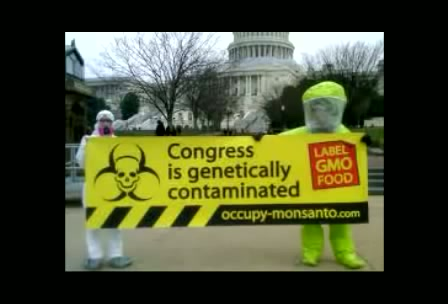 Congress
is genetically
contaminated
LABEL
GMO
FOOD
occupy-monsanto.com